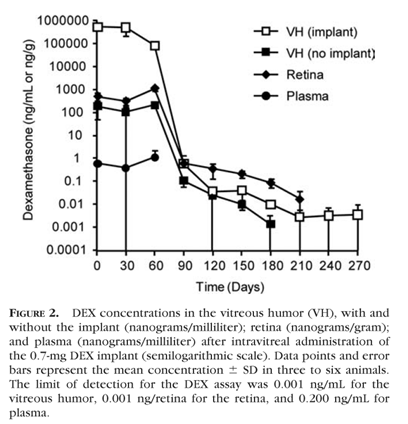 1000000
100000
10000
1000
100
10
1
0.1
0.01
0.001
0.0001
Dexamethasone (ng/mL or ng/g)
VH (implant)
VH (no implant)
Retina
Plasma
0 30 60 90 120 150 180 210 240 270
Time (Days)
FIGURE 2. DEX concentrations in the vitreous humor (VH), with and
without the implant (nanograms/milliliter); retina (nanograms/gram);
and plasma (nanograms/milliliter) after intravitreal administration of
the 0.7-mg DEX implant (semilogarithmic scale). Data points and error
bars represent the mean concentration ± SD in three to six animals.
The limit of detection for the DEX assay was 0.001 ng/mL for the
vitreous humor, 0.001 ng/retina for the retina, and 0.200 ng/mL for
plasma.